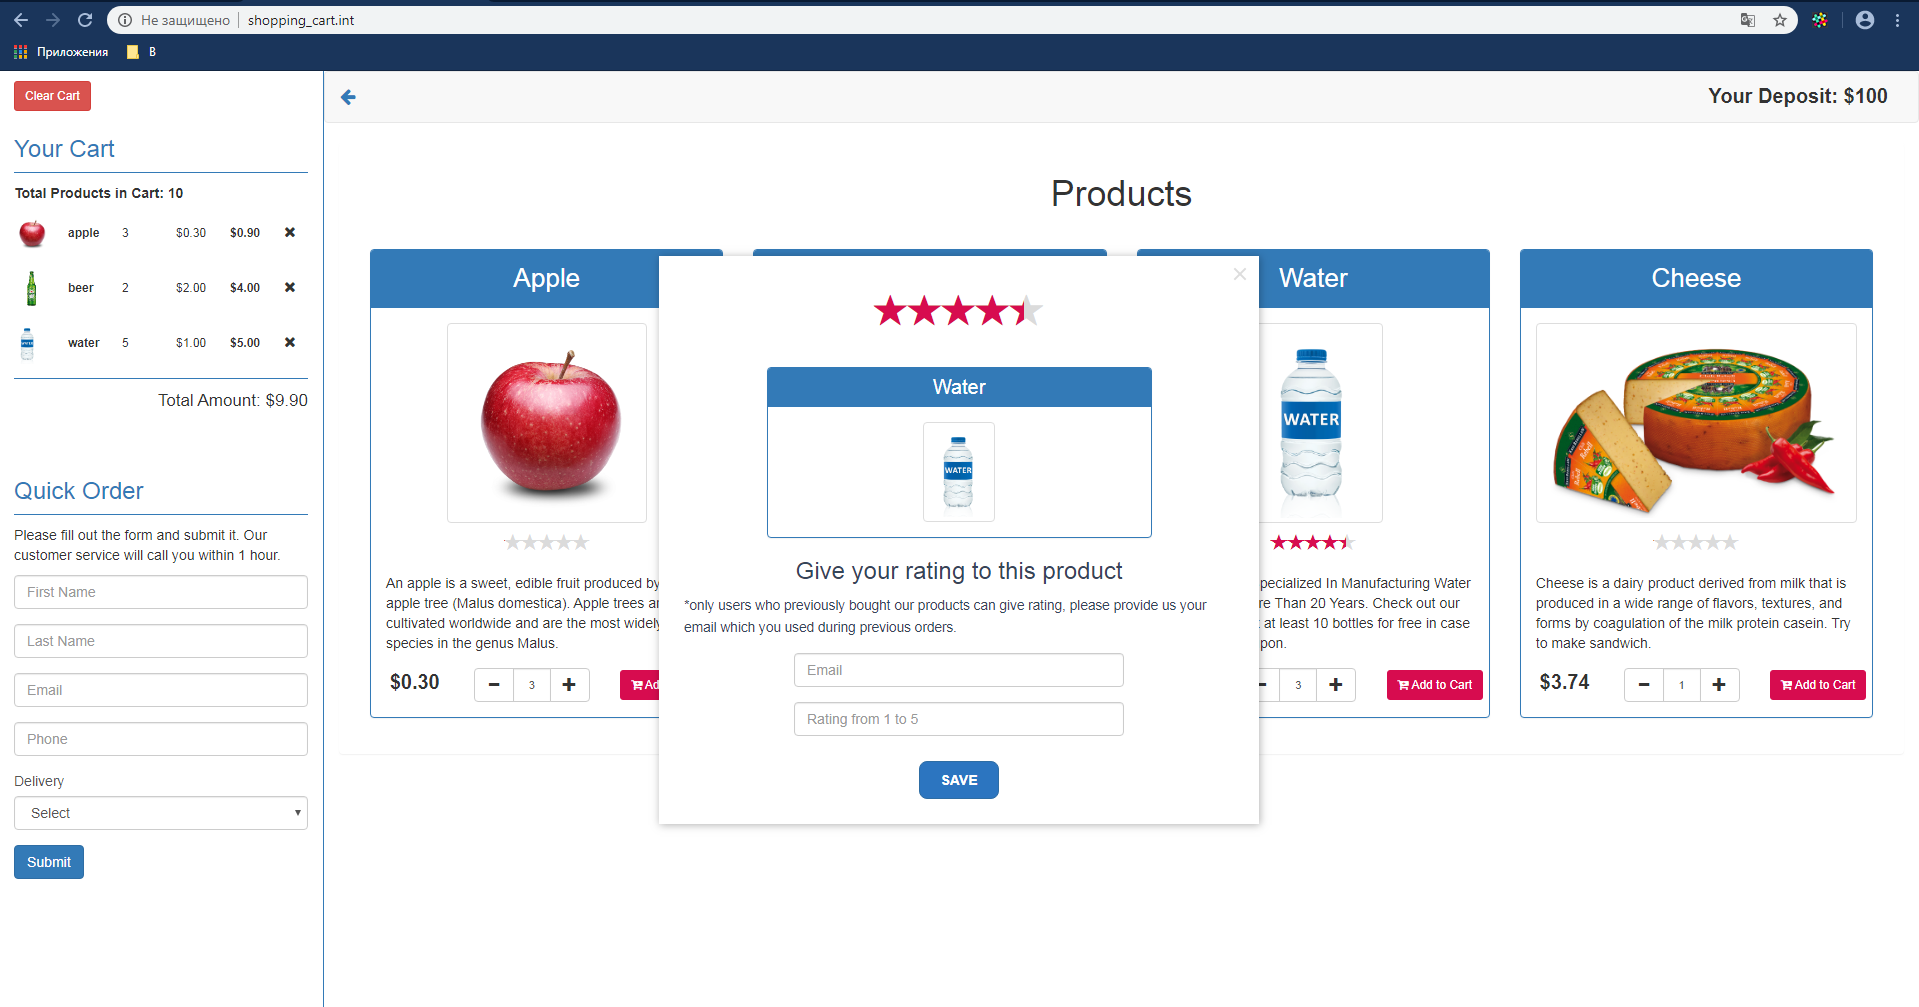 Не защищено shopping_cart.int
Приложения B
Clear Cart
Your Deposit: $100
Your Cart
Total Products in Cart: 10
apple 3 $0.30 $0.90
beer 2 $2.00 $4.00
water 5 $1.00 $5.00
Total Amount: $9.90
Quick Order
Please fill out the form and submit it. Our
customer service will call you within 1 hour.
First Name
Last Name
Email
Phone
Delivery
Select
Submit
Products
Apple
An apple is a sweet, edible fruit produced by
apple tree (Malus domestica). Apple trees
cultivated worldwide and are the most widely
species in the genus Malus.
$0.30 3
Water
WATER
Give your rating to this product
*only users who previously bought our products can give rating, please provide us your
email which you used during previous orders.
Email
Rating from 1 to 5
SAVE
Water
WATER
Specialized In Manufacturing Water
More Than 20 Years. Check out our
at least 10 bottles for free in case
3 Add to Cart
Cheese
Cheese is a dairy product derived from milk that is
produced in a wide range of flavors, textures, and
forms by coagulation of the milk protein casein. Try
to make sandwich.
$3.74 1 Add to Cart